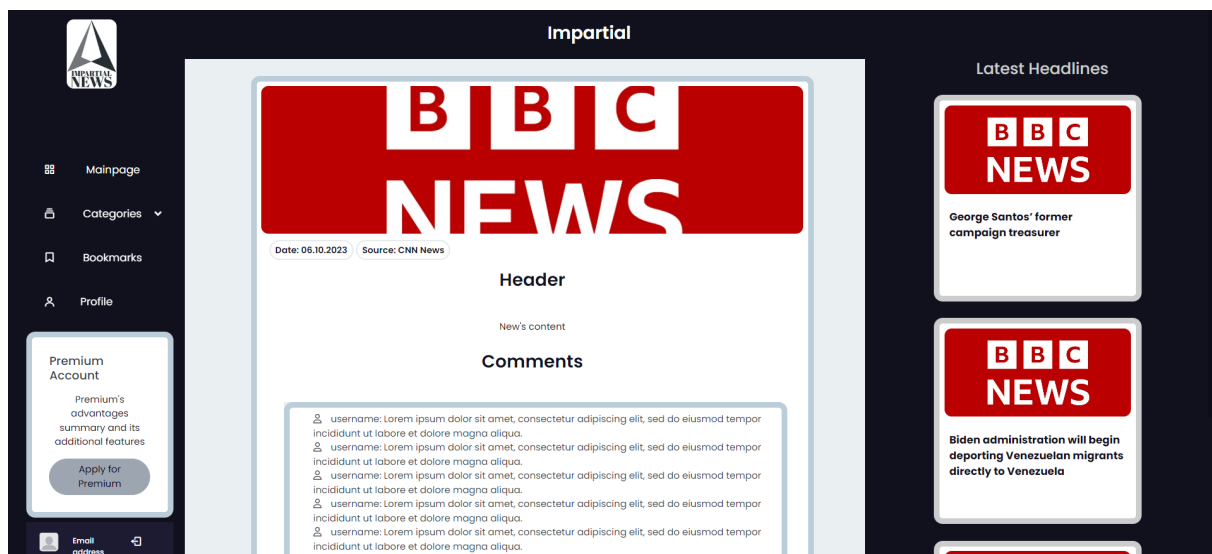 IMPARTIAL
NEWS
Mainpage
Categories
Bookmarks
Profile
Premium
Account
Premium's
advantages
summary and its
additional features
Apply for
Premium
Email
address
Impartial
B B C
NEWS
Date: 06.10.2023 Source: CNN News
Header
New's content
Comments
username: Lorem ipsum dolor sit amet, consectetur adipiscing elit, sed do eiusmod tempor
incididunt ut labore et dolore magna aliqua.
username: Lorem ipsum dolor sit amet, consectetur adipiscing elit, sed do eiusmod tempor
incididunt ut labore et dolore magna aliqua.
username: Lorem ipsum dolor sit amet, consectetur adipiscing elit, sed do eiusmod tempor
incididunt ut labore et dolore magna aliqua.
username: Lorem ipsum dolor sit amet, consectetur adipiscing elit, sed do eiusmod tempor
incididunt ut labore et dolore magna aliqua.
username: Lorem ipsum dolor sit amet, consectetur adipiscing elit, sed do eiusmod tempor
incididunt ut labore et dolore magna aliqua.
Latest Headlines
B B C
NEWS
George Santos’ former
campaign treasurer
B B C
NEWS
Biden administration will begin
deporting Venezuelan migrants
directly to Venezuela